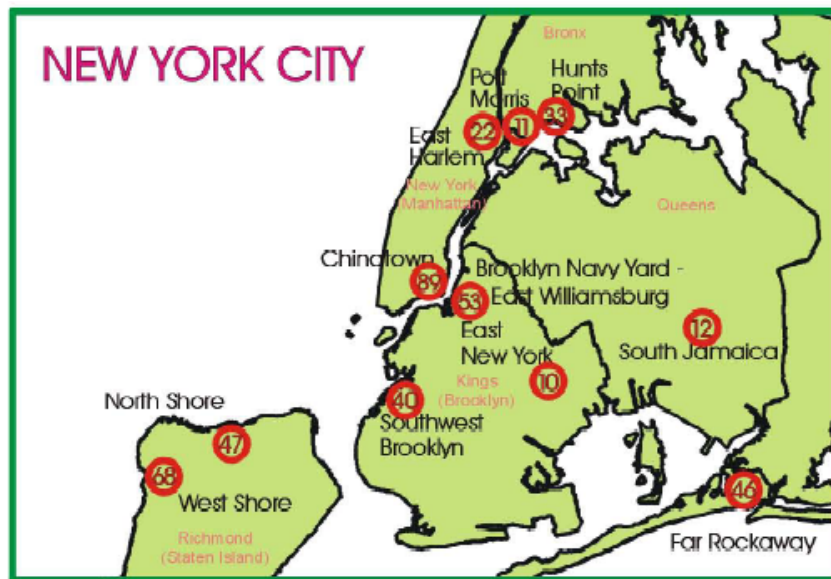 NEW YORK CITY
Bronx
Port
Morris
Hunts
Point
33
11
22
East
Harlem
New York
(Manhattan)
Queens
Chinatown
89
Brooklyn Navy Yard -
East Williamsburg
53
East
New York
12
South Jamaica
10
Kings
(Brooklyn)
40
Southwest
Brooklyn
North Shore
47
68
West Shore
46
Richmond
(Staten Island)
Far Rockaway